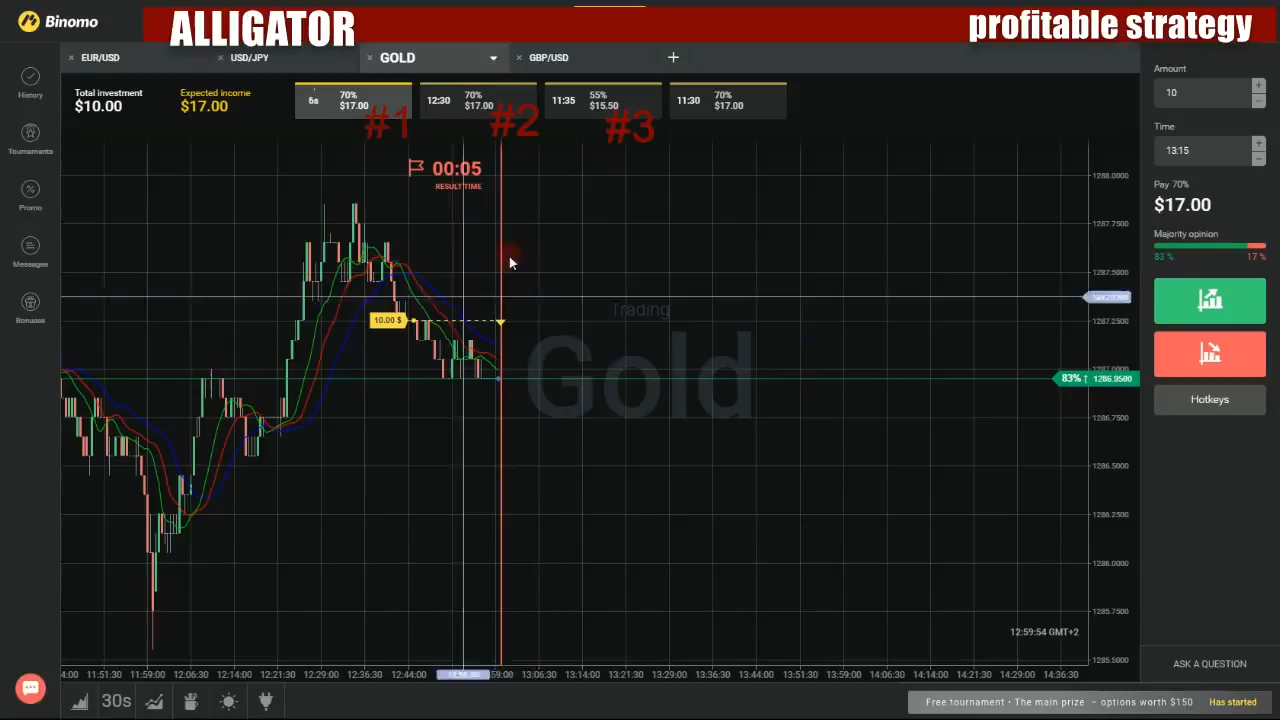 Binomo
ALLIGATOR
profitable strategy
EUR/USD
USD/JPY
GOLD
GBP/USD
History
Tournaments
Promo
Messages
Bonuses
Total investment
$10.00
Expected income
$17.00
6s
70%
$17.00
12:30
70%
$17.00
11:35
55%
$15.50
11:30
70%
$17.00
#1
#2
#3
00:05
RESULT TIME
10.00 $
Trading
Gold
1288.0000
1287.7500
1287.5000
1287.2500
1287.0000
83% ↑ 1286.9500
1286.7500
1286.5000
1286.2500
1286.0000
1285.7500
1285.5000
12:59:54 GMT+2
11:51:30 11:59:00 12:06:30 12:14:00 12:21:30 12:29:00 12:36:30 12:44:00 13:06:30 13:14:00 13:21:30 13:29:00 13:36:30 13:44:00 13:51:30 13:59:00 14:06:30 14:14:00 14:21:30 14:29:00 14:36:30
30s
Amount
10
Time
13:15
Pay 70%
$17.00
Majority opinion
83 % 17 %
Hotkeys
ASK A QUESTION
Free tournament • The main prize – options worth $150 Has started